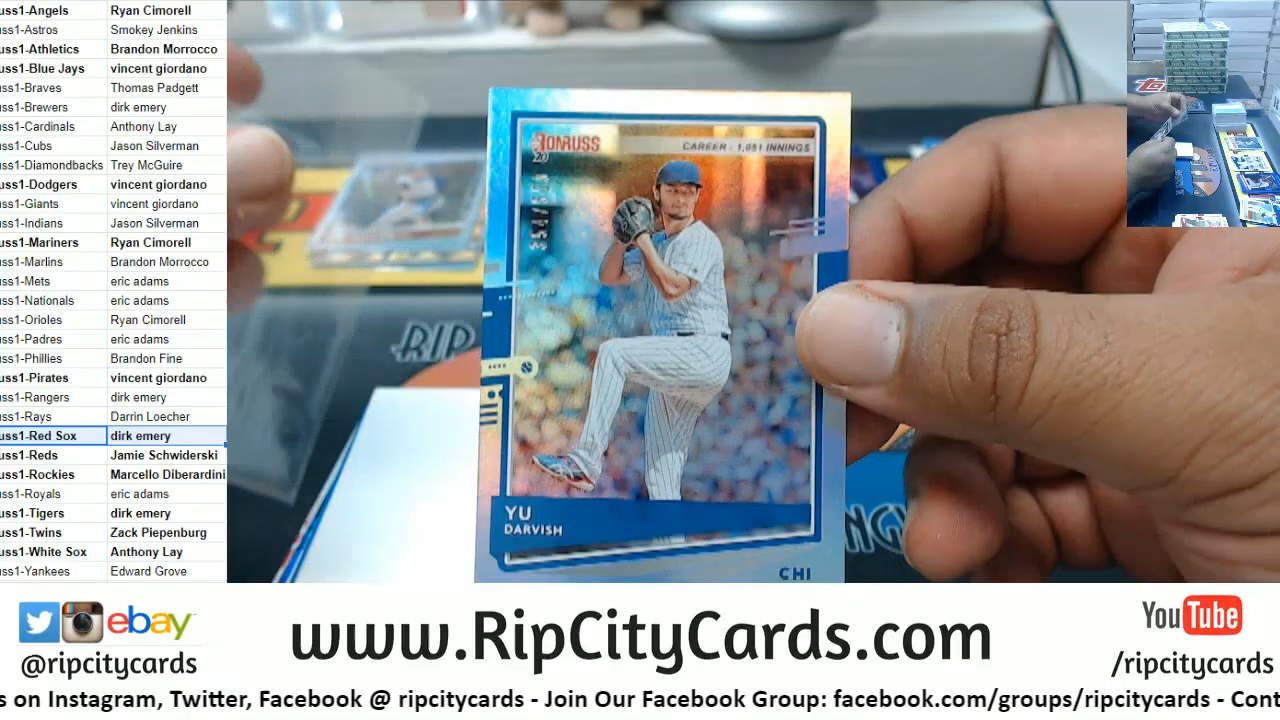 uss1-Angels Ryan Cimorell
uss1-Astros Smokey Jenkins
uss1-Athletics Brandon Morrocco
uss1-Blue Jays vincent giordano
uss1-Braves Thomas Padgett
uss1-Brewers dirk emery
uss1-Cardinals Anthony Lay
uss1-Cubs Jason Silverman
uss1-Diamondbacks Trey McGuire
uss1-Dodgers vincent giordano
uss1-Giants vincent giordano
uss1-Indians Jason Silverman
uss1-Mariners Ryan Cimorell
uss1-Marlins Brandon Morrocco
uss1-Mets eric adams
uss1-Nationals eric adams
uss1-Orioles Ryan Cimorell
uss1-Padres eric adams
uss1-Phillies Brandon Fine
uss1-Pirates vincent giordano
uss1-Rangers dirk emery
uss1-Rays Darrin Loecher
uss1-Red Sox dirk emery
uss1-Reds Jamie Schwiderski
uss1-Rockies Marcello Diberardini
uss1-Royals eric adams
uss1-Tigers dirk emery
uss1-Twins Zack Piepenburg
uss1-White Sox Anthony Lay
uss1-Yankees Edward Grove
DONRUSS
20
CAREER - 1,051 INNINGS
YU
DARVISH
CHI
RIP
ebay
@ripcitycards
www.RipCityCards.com
YouTube
/ripcitycards
s on Instagram, Twitter, Facebook @ ripcitycards - Join Our Facebook Group: facebook.com/groups/ripcitycards - Cont